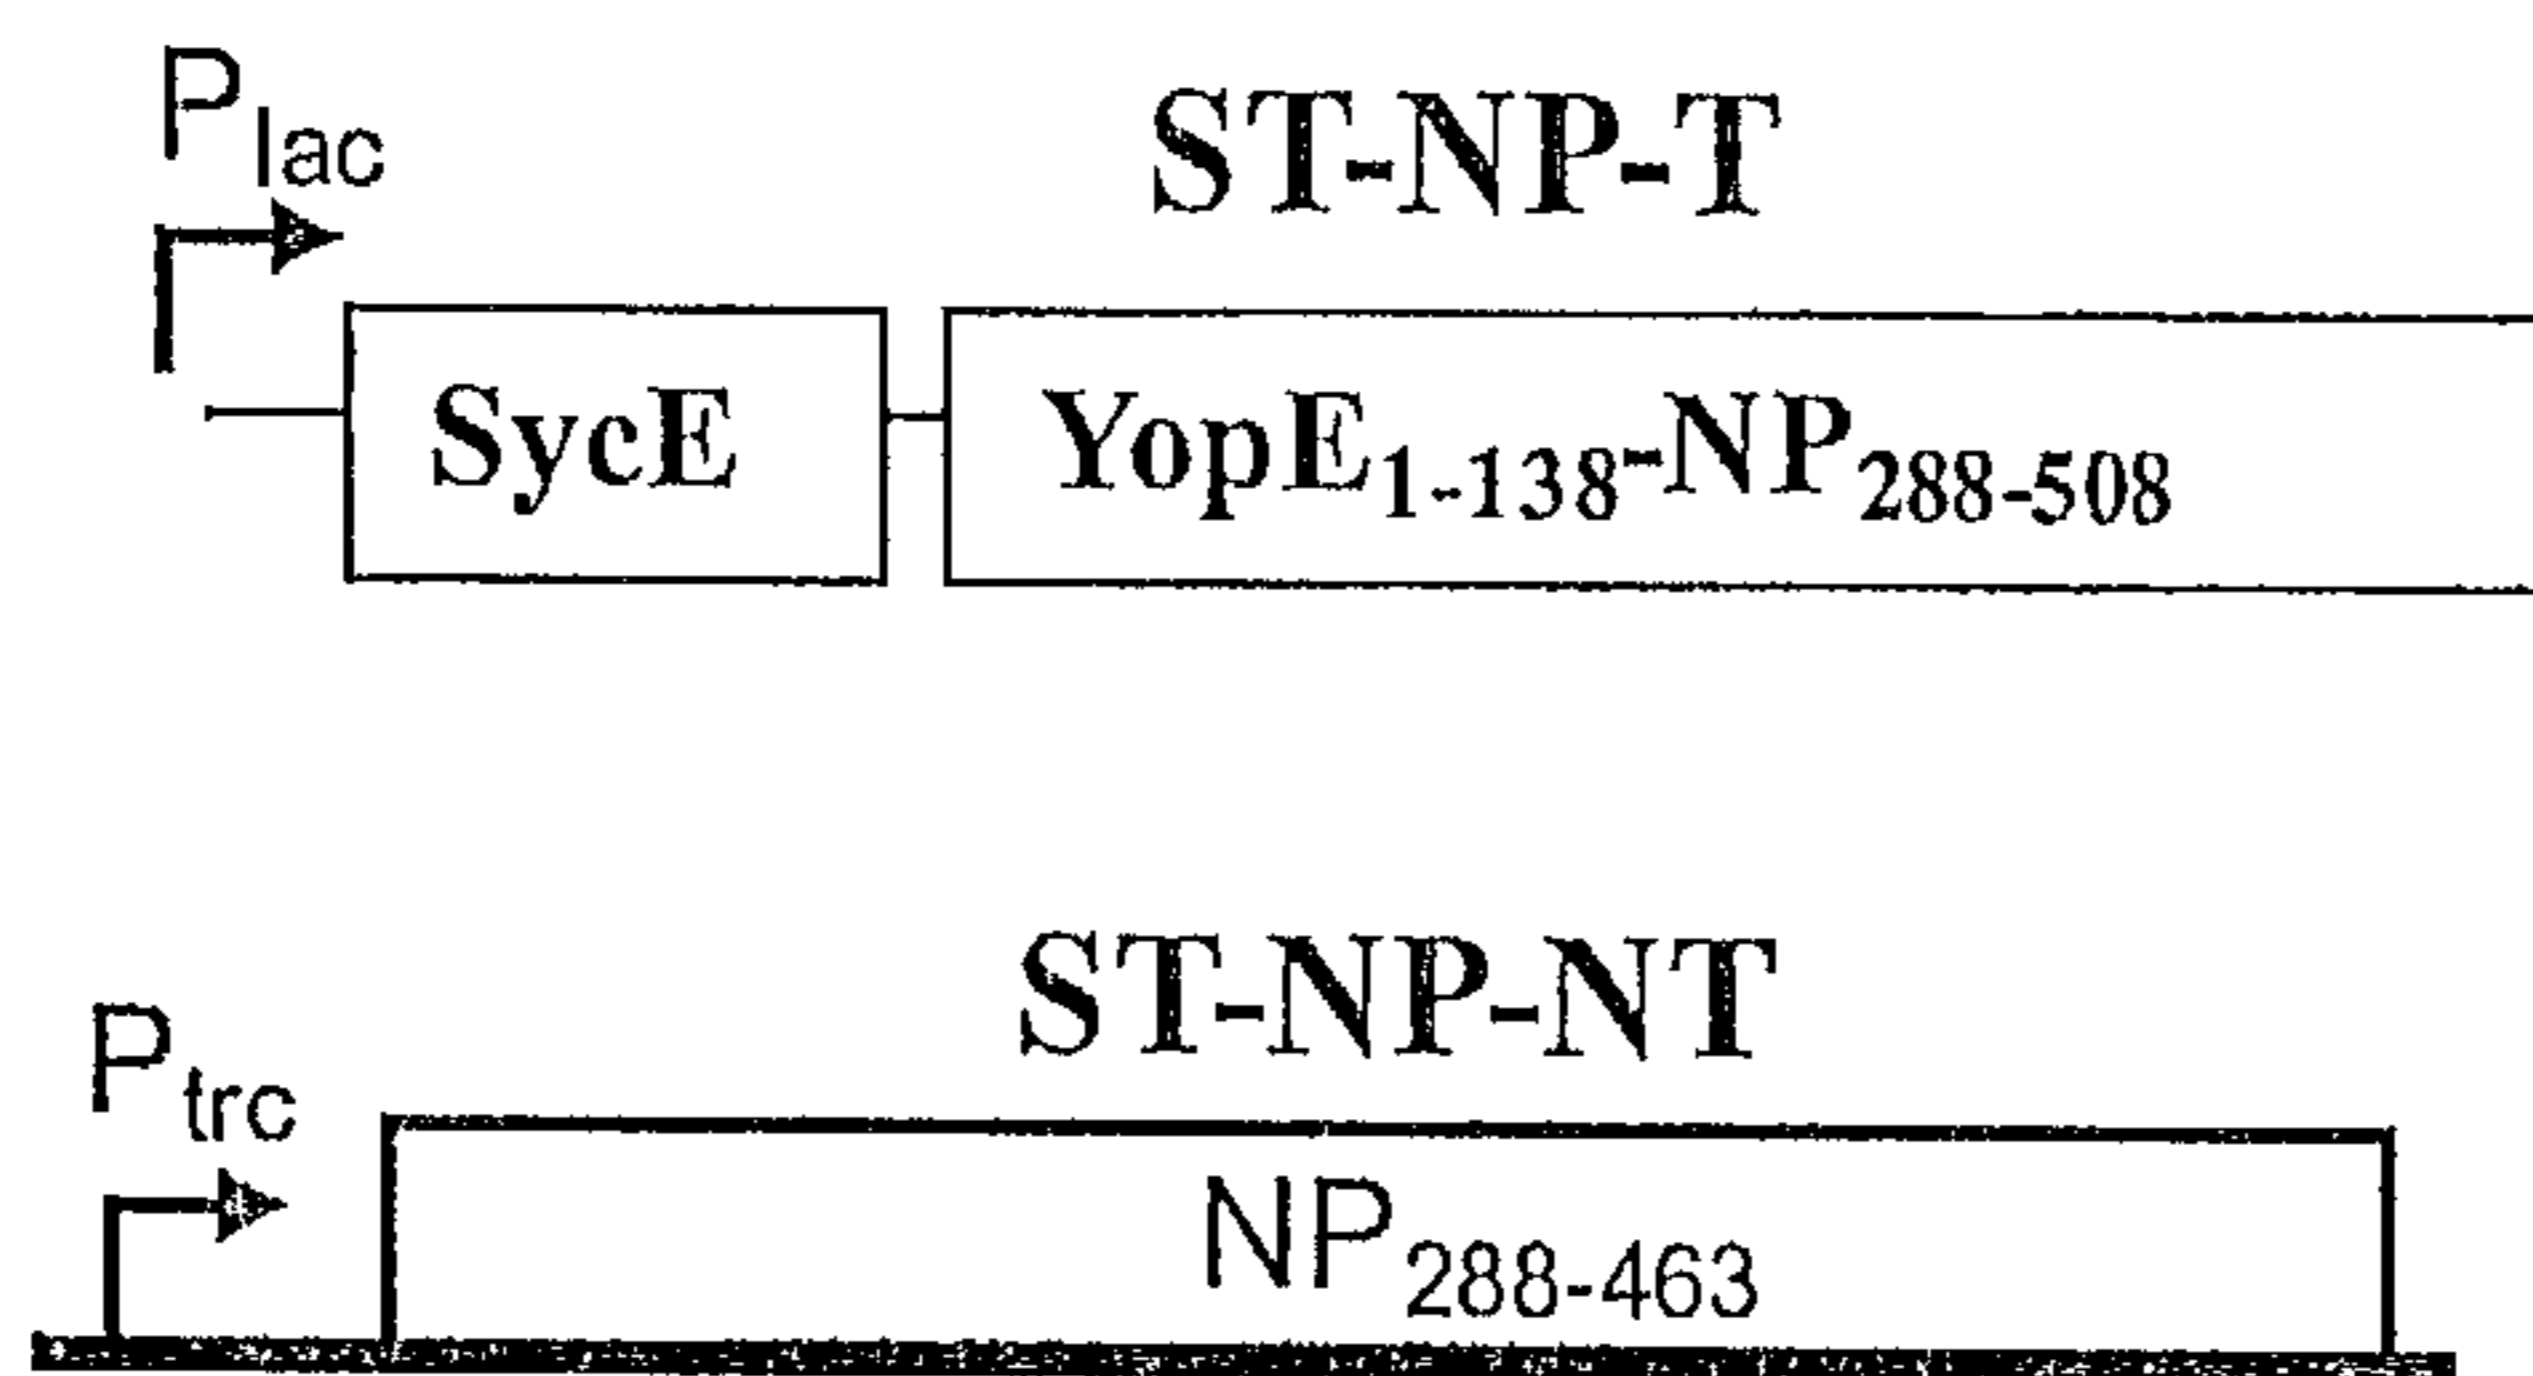 P_lac
ST-NP-T
SycE
YopE_1-138-NP_288-508
ST-NP-NT
P_trc
NP_288-463